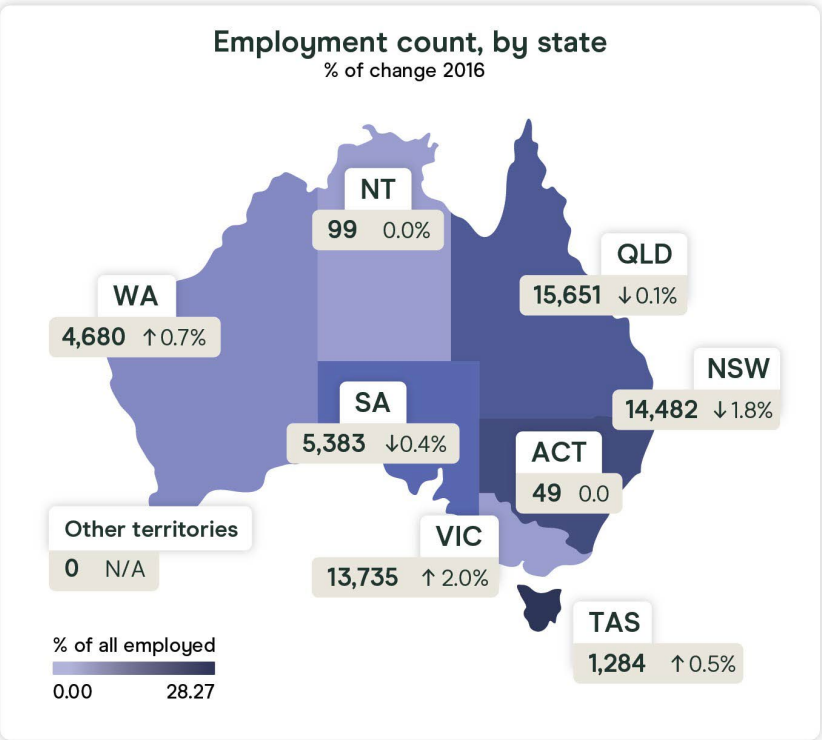 Employment count, by state
% of change 2016
NT
99 0.0%
QLD
15,651 ↓0.1%
WA
4,680 ↑0.7%
NSW
14,482 ↓1.8%
SA
5,383 ↓0.4%
ACT
49 0.0
Other territories
0 N/A
VIC
13,735 ↑2.0%
TAS
1,284 ↑0.5%
% of all employed
0.00 28.27